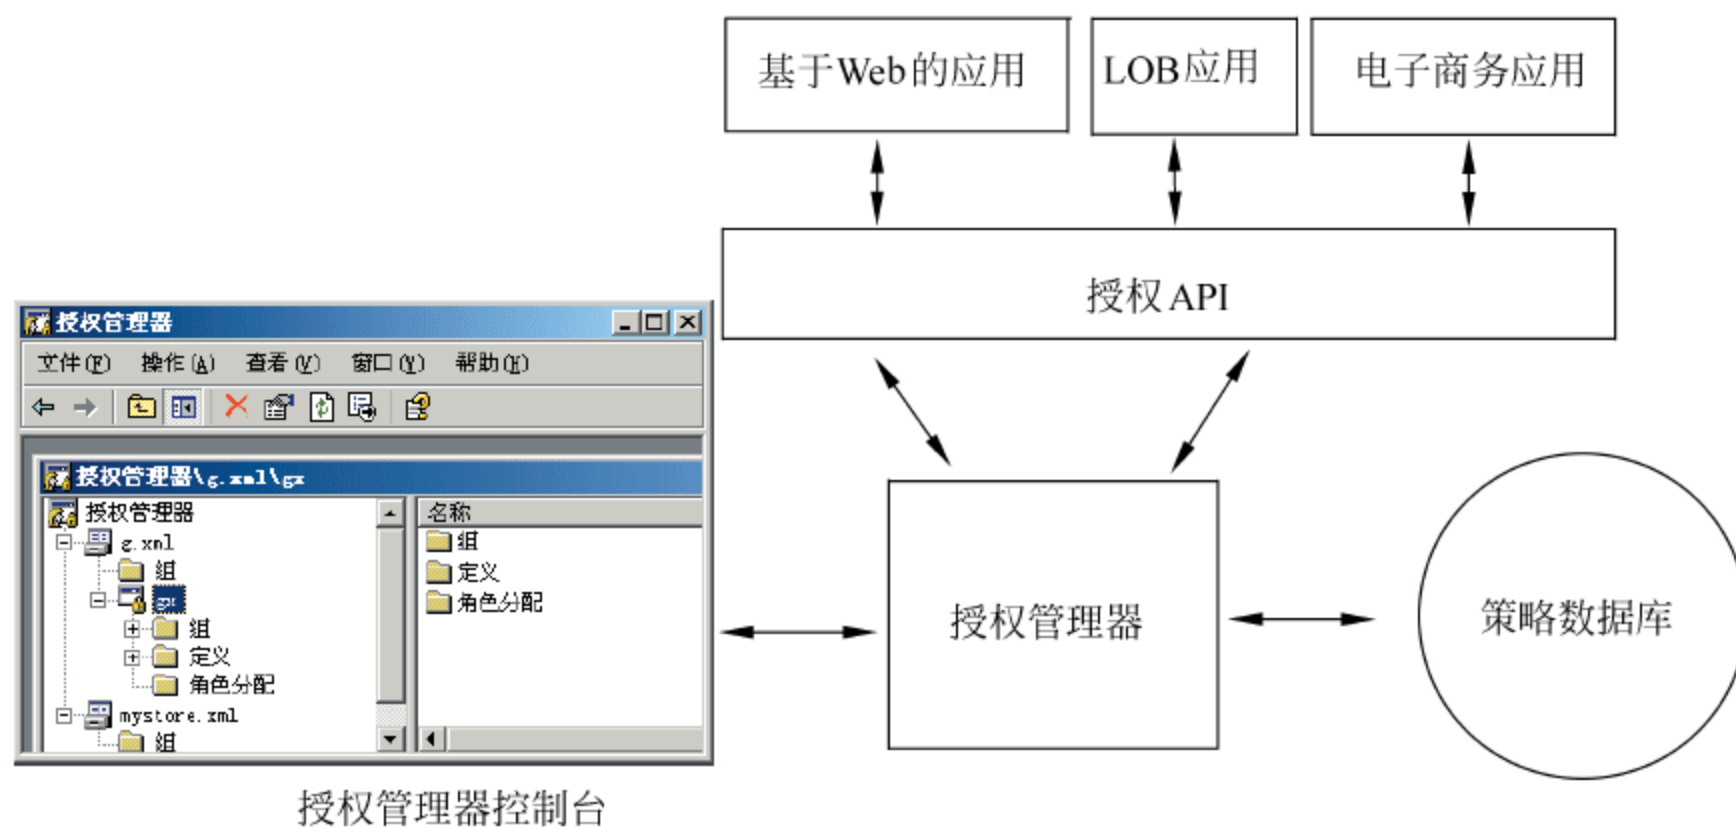 基于Web的应用
LOB应用
电子商务应用
授权API
授权管理器
文件(F) 操作(A) 查看(V) 窗口(W) 帮助(H)
授权管理器\g.xml\gx
授权管理器
g.xml
组
gx
组
定义
角色分配
mystore.xml
组
名称
组
定义
角色分配
授权管理器
策略数据库
授权管理器控制台